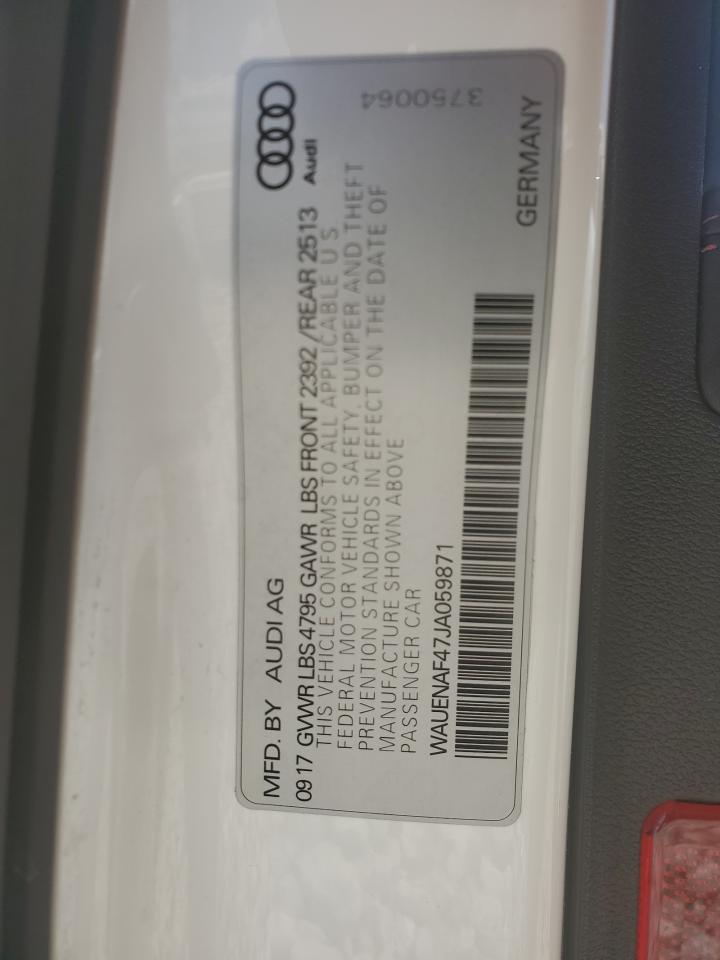 MFD. BY AUDI AG
0917 GVWR LBS 4795 GAWR LBS FRONT 2392 /REAR 2513
THIS VEHICLE CONFORMS TO ALL APPLICABLE U S
FEDERAL MOTOR VEHICLE SAFETY. BUMPER AND THEFT
PREVENTION STANDARDS IN EFFECT ON THE DATE OF
MANUFACTURE SHOWN ABOVE
PASSENGER CAR
WAUENAF47JA059871
Audi
3750064
GERMANY